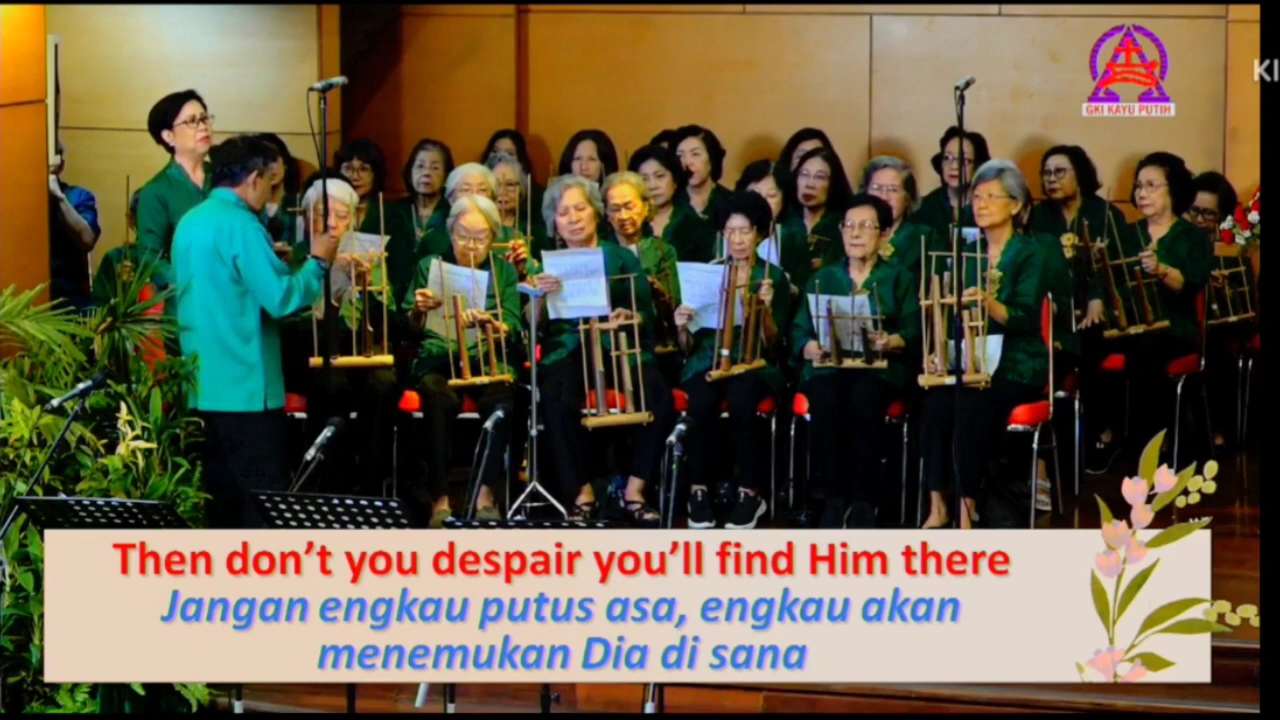 GKI KAYU PUTIH
KI
Then don't you despair you'll find Him there
Jangan engkau putus asa, engkau akan
menemukan Dia di sana